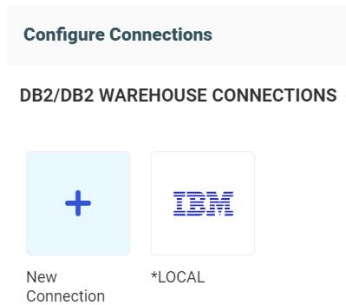 Configure Connections
DB2/DB2 WAREHOUSE CONNECTIONS
IBM
New
Connection
*LOCAL